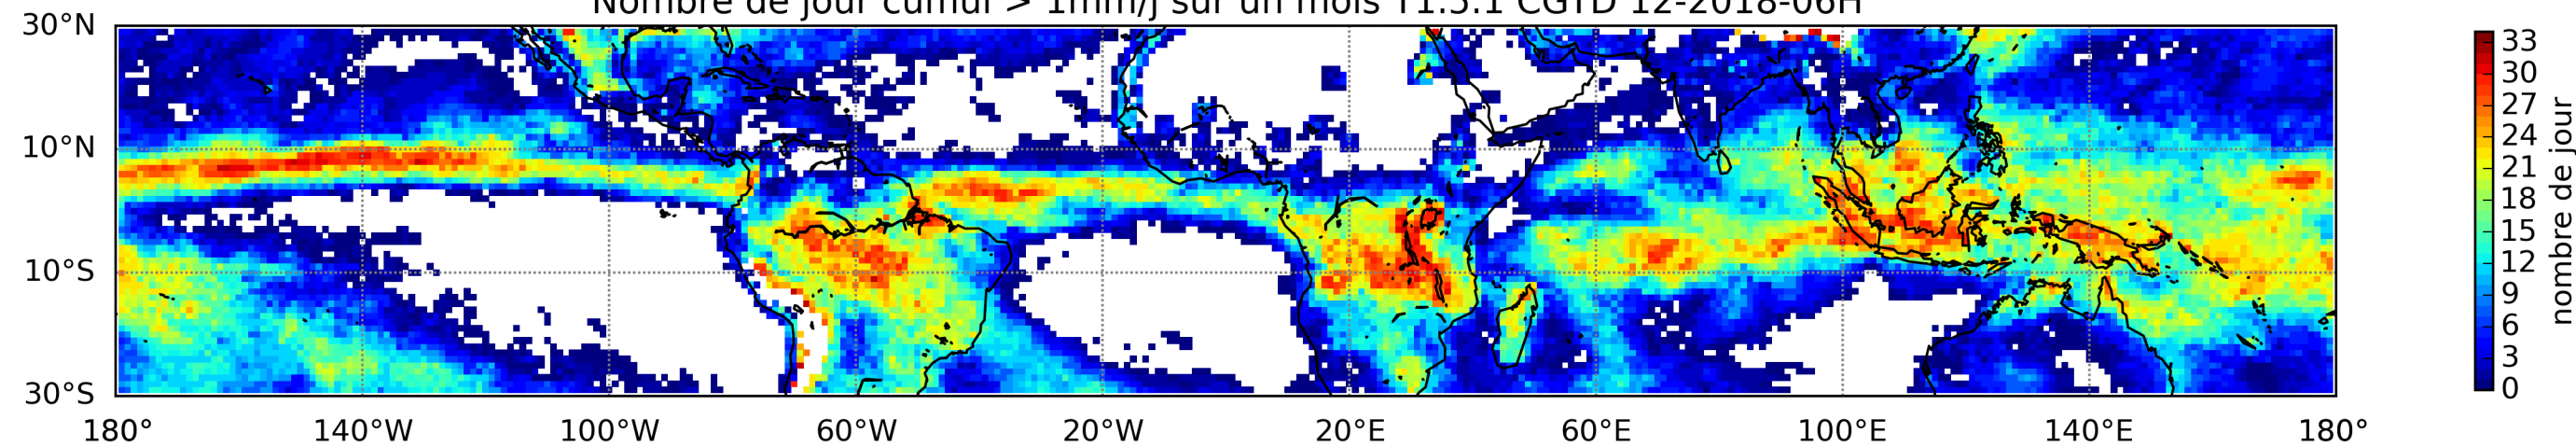 Nombre de jour cumul > 1mm/j sur un mois T1.5.1 CGTD 12-2018-06H
30°N
10°N
10°S
30°S
180° 140°W 100°W 60°W 20°W 20°E 60°E 100°E 140°E 180°
33
30
27
24
21
18
15
12
9
6
3
0
nombre de jour